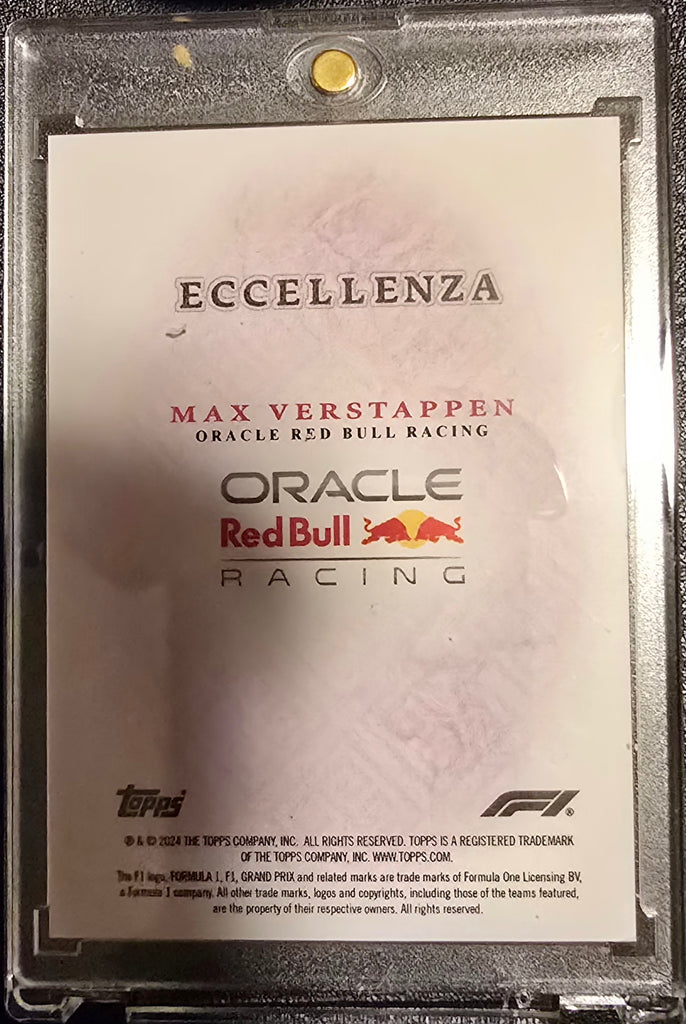 ECCELLENZA
MAX VERSTAPPEN
ORACLE RED BULL RACING
ORACLE
Red Bull
RACING
Topps
F1®
® & © 2024 THE TOPPS COMPANY, INC. ALL RIGHTS RESERVED. TOPPS IS A REGISTERED TRADEMARK
OF THE TOPPS COMPANY, INC. WWW.TOPPS.COM.
The F1 logo, FORMULA 1, F1, GRAND PRIX and related marks are trade marks of Formula One Licensing BV,
a Formula 1 company. All other trade marks, logos and copyrights, including those of the teams featured,
are the property of their respective owners. All rights reserved.